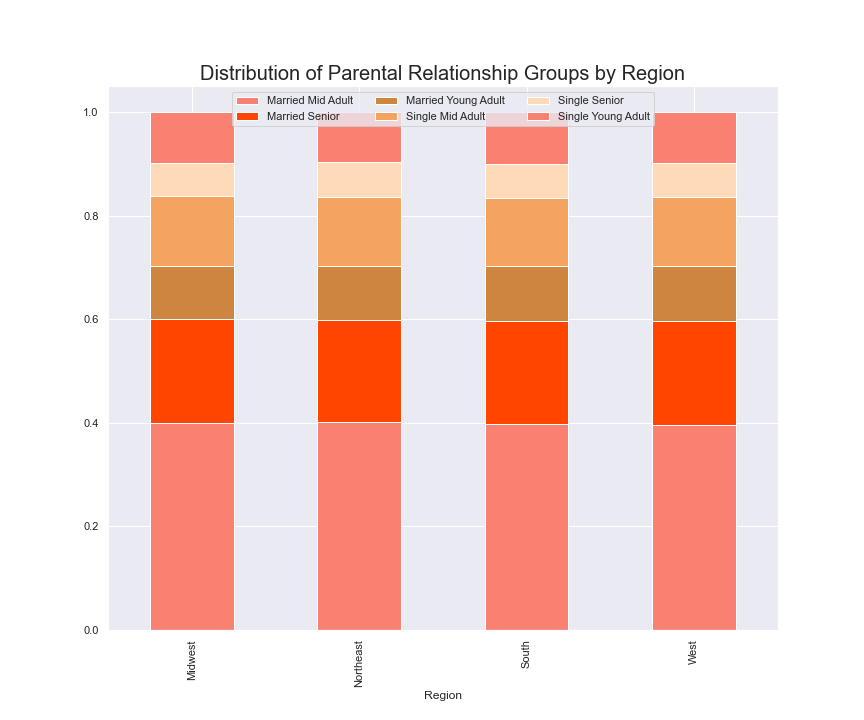 Distribution of Parental Relationship Groups by Region
Married Mid Adult Married Young Adult Single Senior
Married Senior Single Mid Adult Single Young Adult
1.0
0.8
0.6
0.4
0.2
0.0
Midwest Northeast South West
Region